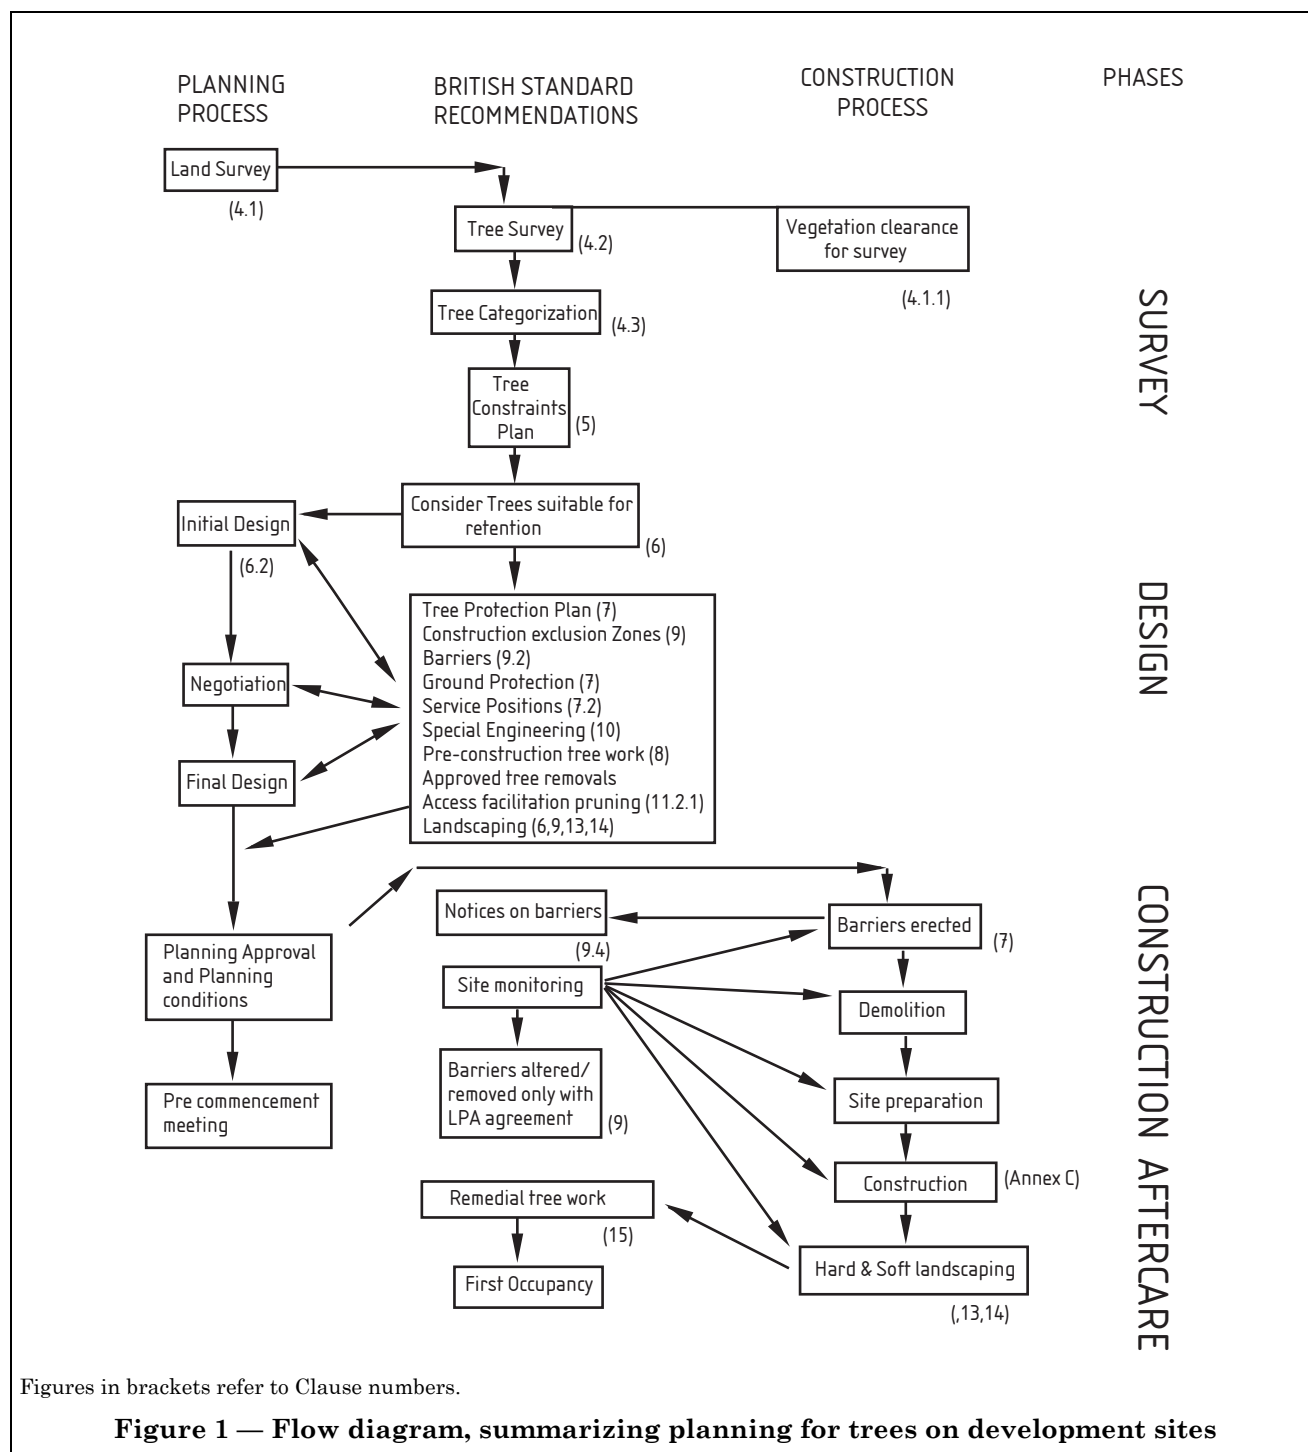 PLANNING
PROCESS
BRITISH STANDARD
RECOMMENDATIONS
CONSTRUCTION
PROCESS
PHASES
Land Survey
(4.1)
Tree Survey
(4.2)
Vegetation clearance
for survey
(4.1.1)
Tree Categorization
(4.3)
Tree
Constraints
Plan
(5)
SURVEY
Consider Trees suitable for
retention
(6)
Initial Design
(6.2)
Tree Protection Plan (7)
Construction exclusion Zones (9)
Barriers (9.2)
Ground Protection (7)
Service Positions (7.2)
Special Engineering (10)
Pre-construction tree work (8)
Approved tree removals
Access facilitation pruning (11.2.1)
Landscaping (6,9,13,14)
Negotiation
Final Design
DESIGN
Planning Approval
and Planning
conditions
Pre commencement
meeting
Notices on barriers
(9.4)
Barriers erected
(7)
Site monitoring
Demolition
Barriers altered/
removed only with
LPA agreement
(9)
Site preparation
Construction
(Annex C)
Remedial tree work
(15)
Hard & Soft landscaping
(,13,14)
First Occupancy
CONSTRUCTION AFTERCARE
Figures in brackets refer to Clause numbers.
Figure 1 — Flow diagram, summarizing planning for trees on development sites